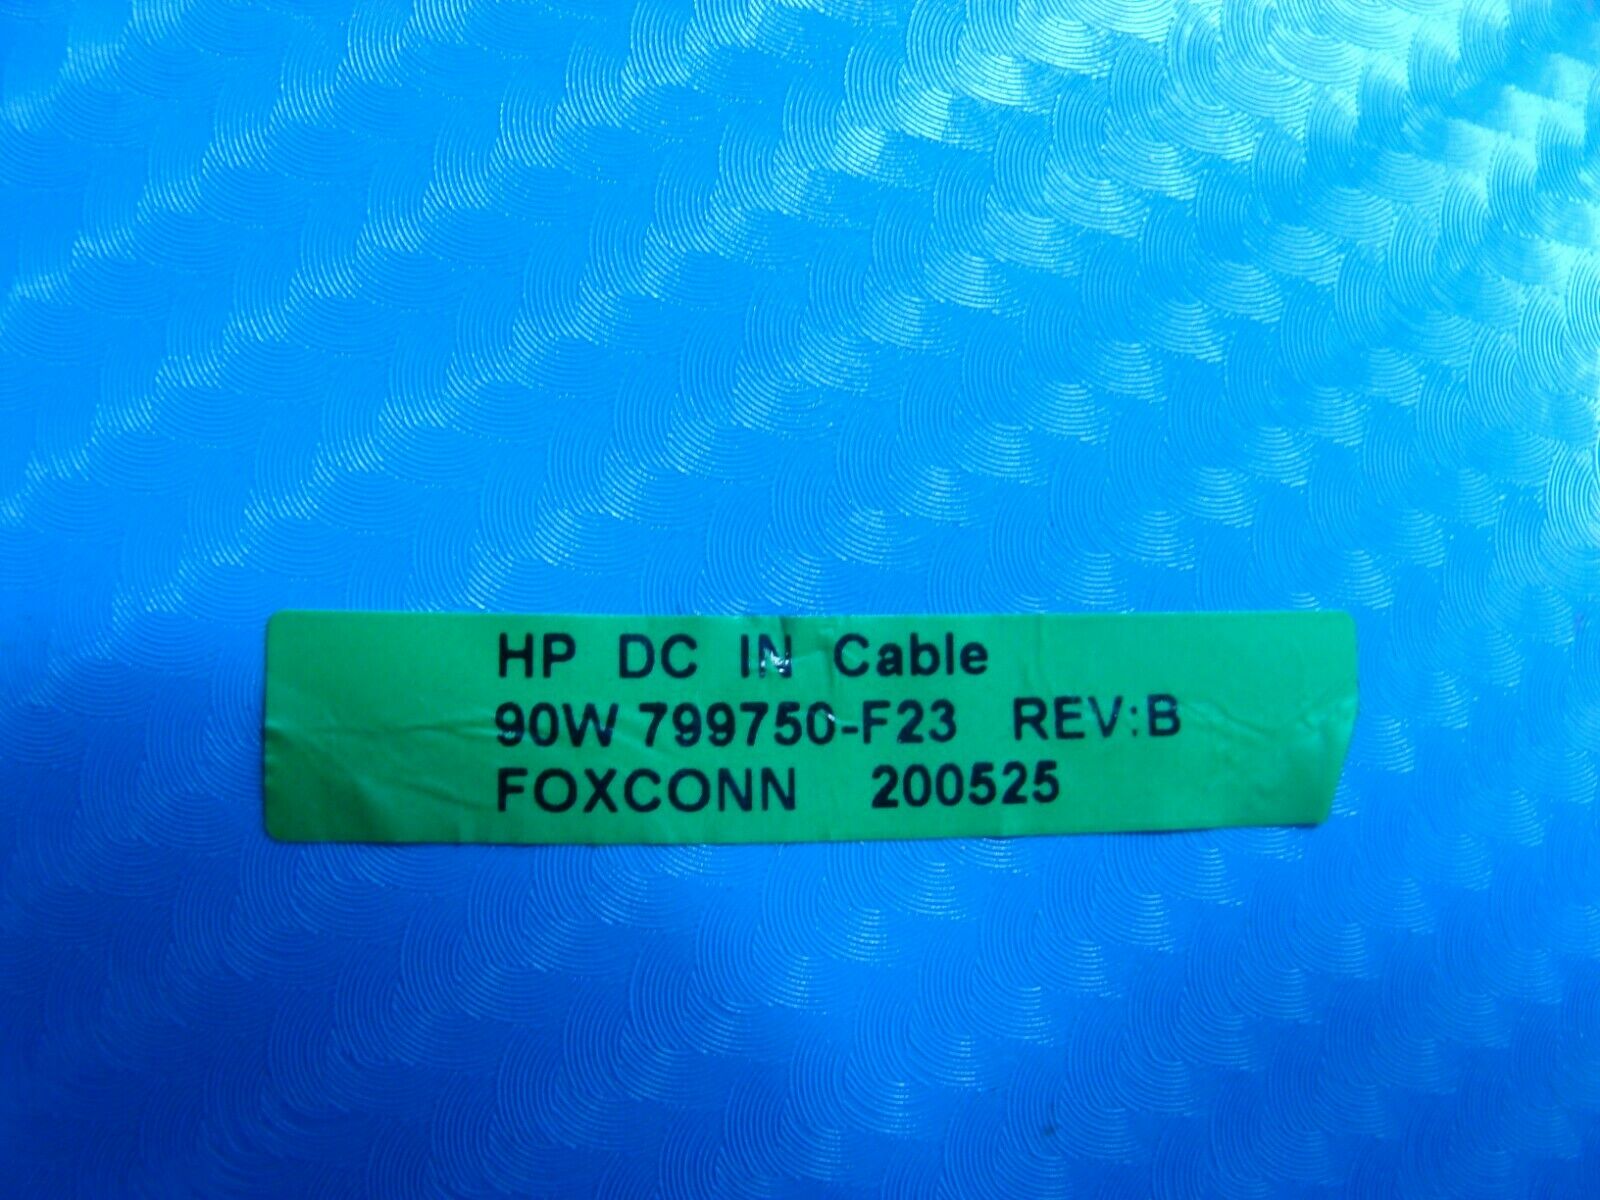 HP DC IN Cable
90W 799750-F23 REV:B
FOXCONN 200525